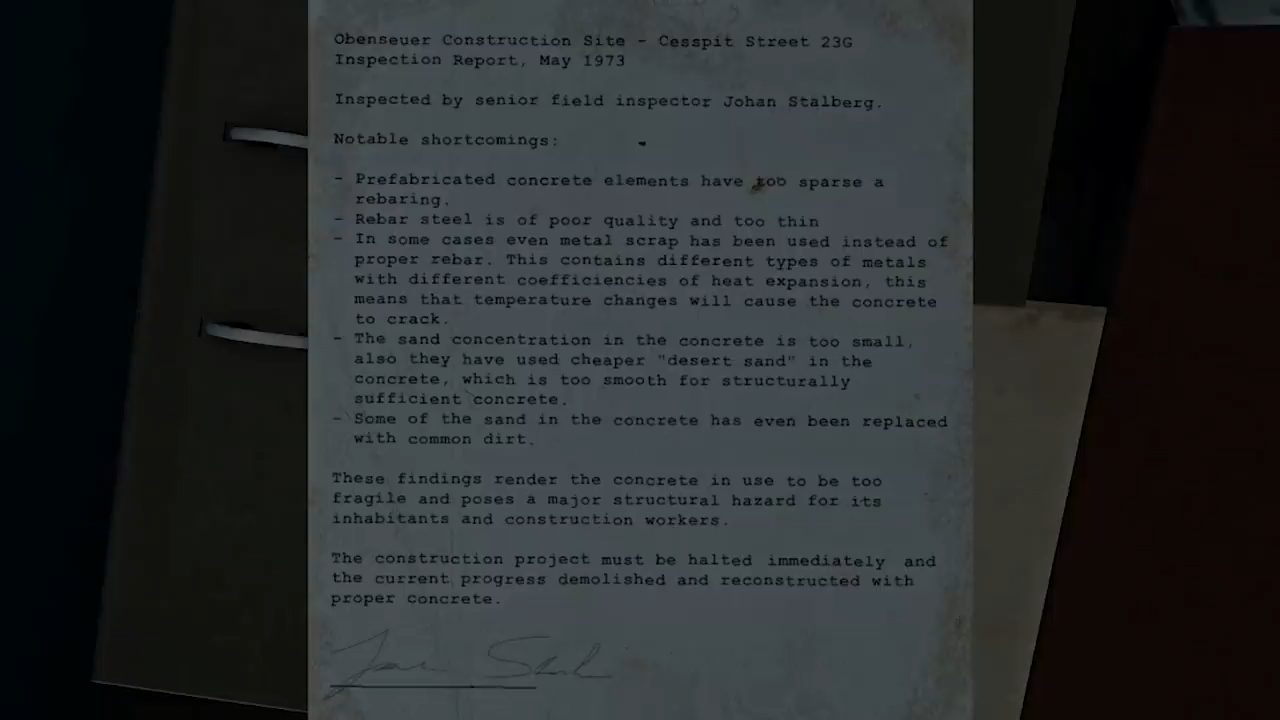 Obenseuer Construction Site - Cesspit Street 23G
Inspection Report, May 1973
Inspected by senior field inspector Johan Stalberg.
Notable shortcomings:
- Prefabricated concrete elements have too sparse a
rebaring.
- Rebar steel is of poor quality and too thin
- In some cases even metal scrap has been used instead of
proper rebar. This contains different types of metals
with different coefficiencies of heat expansion, this
means that temperature changes will cause the concrete
to crack.
- The sand concentration in the concrete is too small,
also they have used cheaper "desert sand" in the
concrete, which is too smooth for structurally
sufficient concrete.
- Some of the sand in the concrete has even been replaced
with common dirt.
These findings render the concrete in use to be too
fragile and poses a major structural hazard for its
inhabitants and construction workers.
The construction project must be halted immediately and
the current progress demolished and reconstructed with
proper concrete.